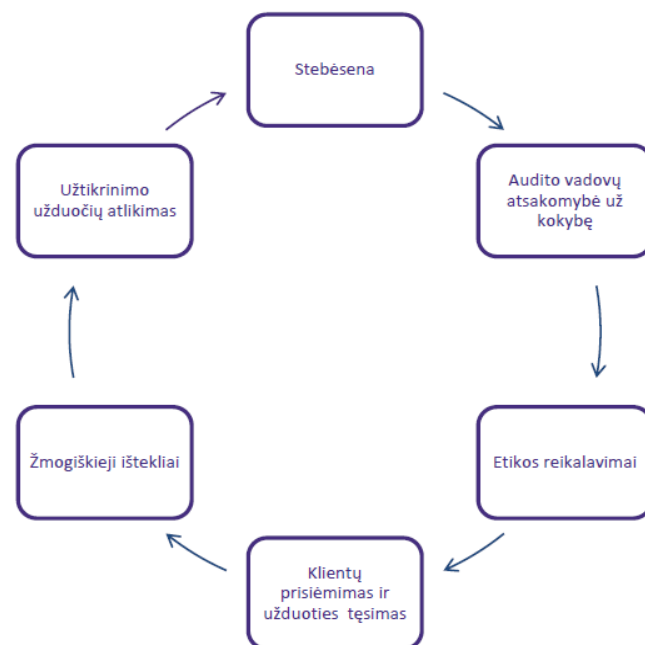 Stebėsena
Audito vadovų
atsakomybė už
kokybę
Etikos reikalavimai
Klientų
prisiėmimas ir
užduoties tęsimas
Žmogiškieji ištekliai
Užtikrinimo
užduočių atlikimas